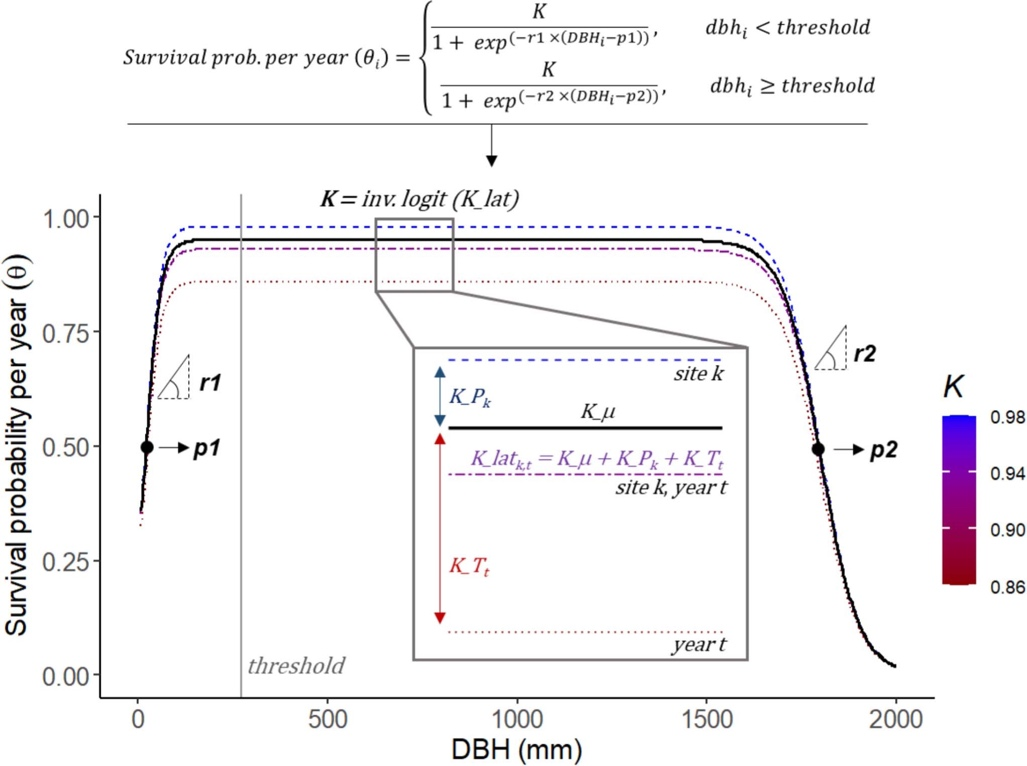 K
1 + exp^(−r1 ×(DBH_i−p1)),
dbh_i < threshold
Survival prob. per year (θ_i) =
K
1 + exp^(−r2 ×(DBH_i−p2)),
dbh_i ≥ threshold
K = inv. logit (K_lat)
1.00
0.75
0.50
0.25
0.00
Survival probability per year (θ)
r1
p1
threshold
site k
K_P_k
K_μ
K_lat_k,t = K_μ + K_P_k + K_T_t
site k, year t
K_T_t
year t
r2
p2
K
0.98
0.94
0.90
0.86
0
500
1000
1500
2000
DBH (mm)